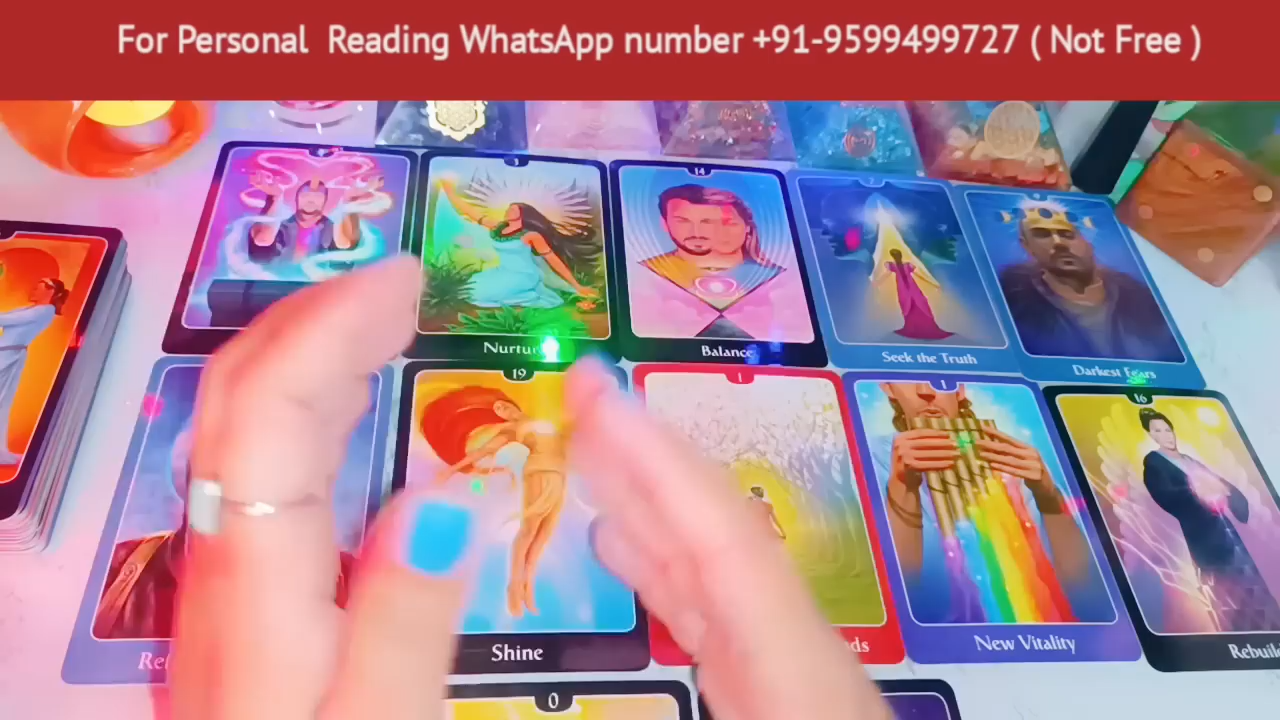 For Personal Reading WhatsApp number +91-9599499727 ( Not Free )
3
14
Balance
Seek the Truth
Darkest Fears
19
Shine
1
1
New Vitality
16
0